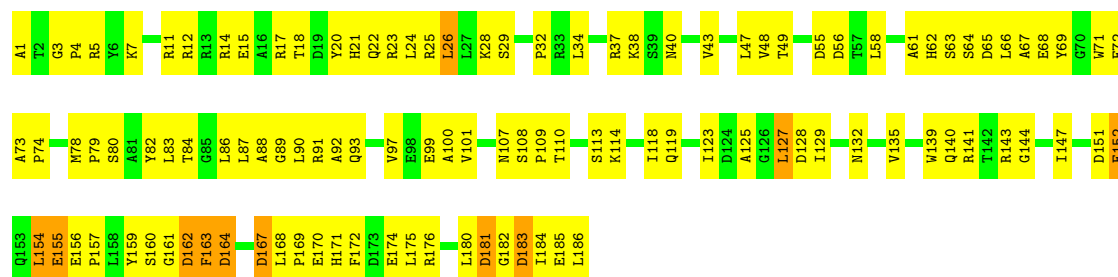 A1 T2 G3 P4 R5 Y6 K7 R11 R12 R13 R14 E15 A16 R17 T18 D19 Y20 H21 Q22 R23 L24 R25 L26 L27 K28 S29 P32 R33 L34 R37 K38 S39 N40 V43 L47 V48 T49 D55 D56 T57 L58 A61 H62 S63 S64 D65 L66 A67 E68 Y69 G70 W71
A73 P74 M78 P79 S80 A81 Y82 L83 T84 G85 L86 L87 A88 G89 L90 R91 A92 Q93 V97 E98 E99 A100 V101 N107 S108 P109 T110 S113 K114 I118 Q119 I123 D124 A125 G126 L127 D128 I129 N132 V135 W139 Q140 R141 T142 R143 G144 I147 D151
Q153 L154 E155 E156 P157 L158 Y159 S160 G161 D162 F163 D164 D167 L168 P169 E170 H171 F172 D173 E174 L175 R176 L180 D181 G182 D183 I184 E185 L186